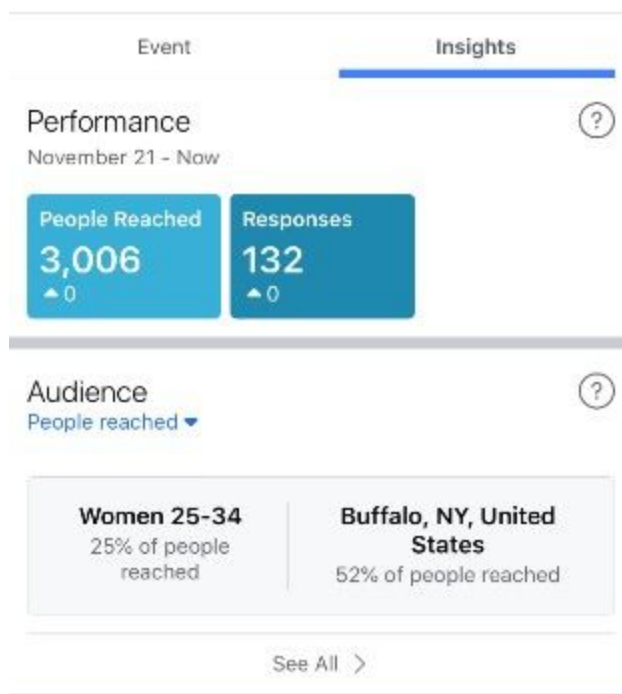 Event Insights
Performance ?
November 21 - Now
People Reached Responses
3,006 132
▲ 0 ▲ 0
Audience ?
People reached ▼
Women 25-34
25% of people
reached
Buffalo, NY, United
States
52% of people reached
See All >